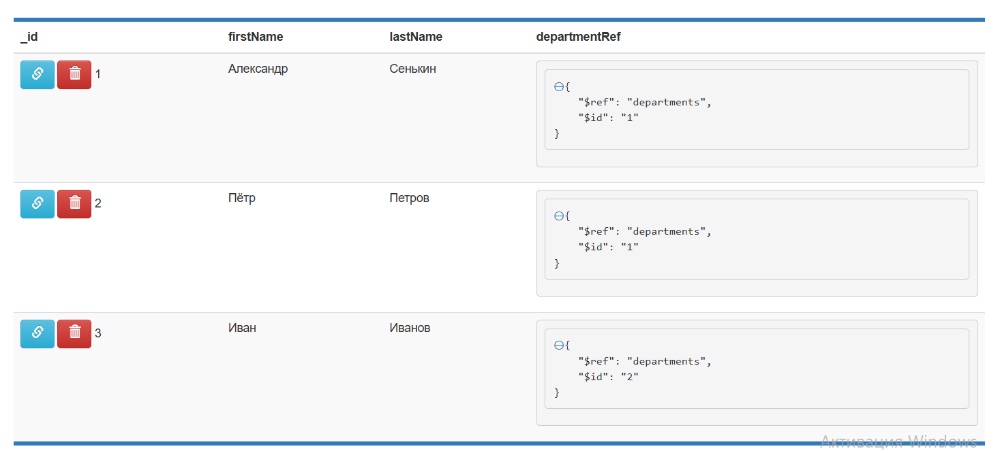 _id firstName lastName departmentRef
1 Александр Сенькин
{
"$ref": "departments",
"$id": "1"
}
2 Пётр Петров
{
"$ref": "departments",
"$id": "1"
}
3 Иван Иванов
{
"$ref": "departments",
"$id": "2"
}
Активация Windows